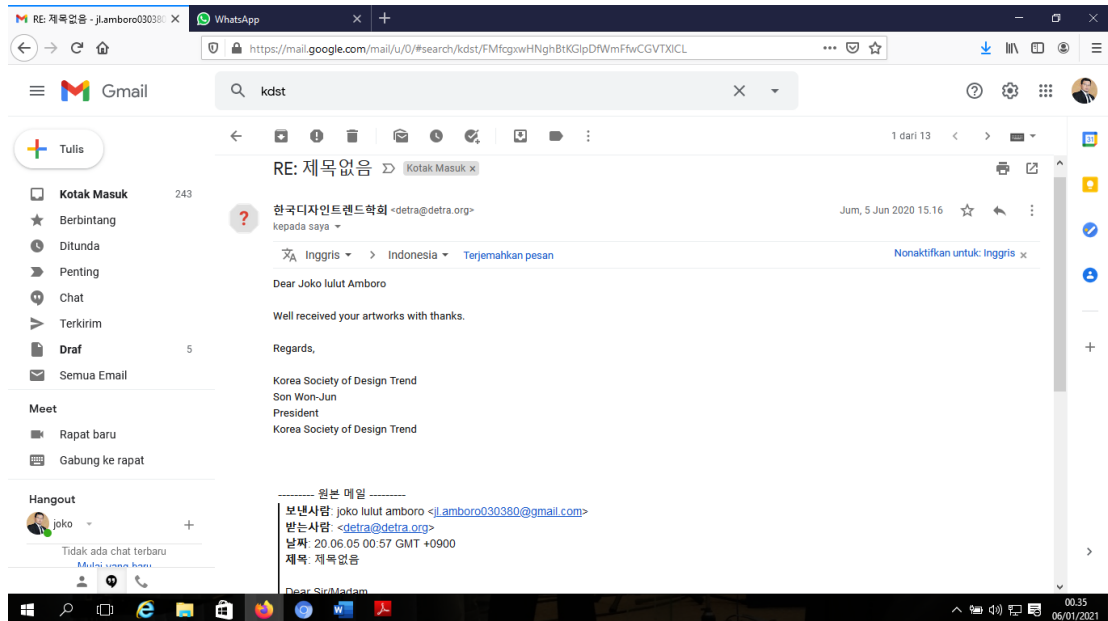 RE: 제목없음 - jl.amboro030380
WhatsApp
https://mail.google.com/mail/u/0/#search/kdst/FMfcgxwHNghBtKGlpDfWmFfwCGVTXlCL
Gmail
kdst
Tulis
1 dari 13
Kotak Masuk 243
Berbintang
Ditunda
Penting
Chat
Terkirim
Draf 5
Semua Email
Meet
Rapat baru
Gabung ke rapat
Hangout
joko
Tidak ada chat terbaru
Mulai yang baru
RE: 제목없음 Kotak Masuk x
한국디자인트렌드학회 <detra@detra.org>
Jum, 5 Jun 2020 15.16
kepada saya
Inggris > Indonesia Terjemahkan pesan
Nonaktifkan untuk: Inggris x
Dear Joko lulut Amboro
Well received your artworks with thanks.
Regards,
Korea Society of Design Trend
Son Won-Jun
President
Korea Society of Design Trend
--------- 원본 메일 ---------
보낸사람: joko lulut amboro <jl.amboro030380@gmail.com>
받는사람: <detra@detra.org>
날짜: 20.06.05 00:57 GMT +0900
제목: 제목없음
Dear Sir/Madam
00.35
06/01/2021